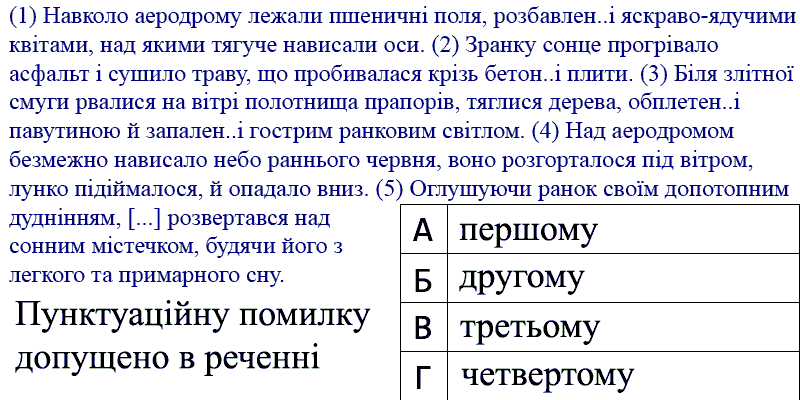 (1) Навколо аеродрому лежали пшеничні поля, розбавлен..і яскраво-ядучими
квітами, над якими тягуче нависали оси. (2) Зранку сонце прогрівало
асфальт і сушило траву, що пробивалася крізь бетон..і плити. (3) Біля злітної
смуги рвалися на вітрі полотнища прапорів, тяглися дерева, обплетен..і
павутиною й запален..і гострим ранковим світлом. (4) Над аеродромом
безмежно нависало небо раннього червня, воно розгорталося під вітром,
лунко підіймалося, й опадало вниз. (5) Оглушуючи ранок своїм допотопним
дуднінням, [...] розвертався над
сонним містечком, будячи його з
легкого та примарного сну.
Пунктуаційну помилку
допущено в реченні
А першому
Б другому
В третьому
Г четвертому